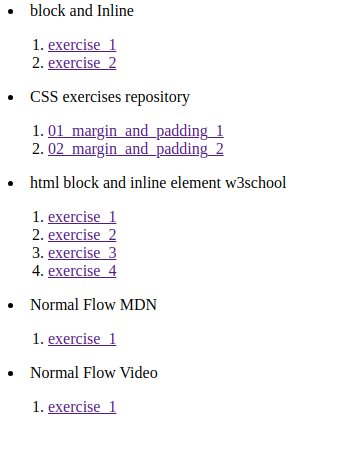 • block and Inline
1. exercise_1
2. exercise_2
• CSS exercises repository
1. 01_margin_and_padding_1
2. 02_margin_and_padding_2
• html block and inline element w3school
1. exercise_1
2. exercise_2
3. exercise_3
4. exercise_4
• Normal Flow MDN
1. exercise_1
• Normal Flow Video
1. exercise_1